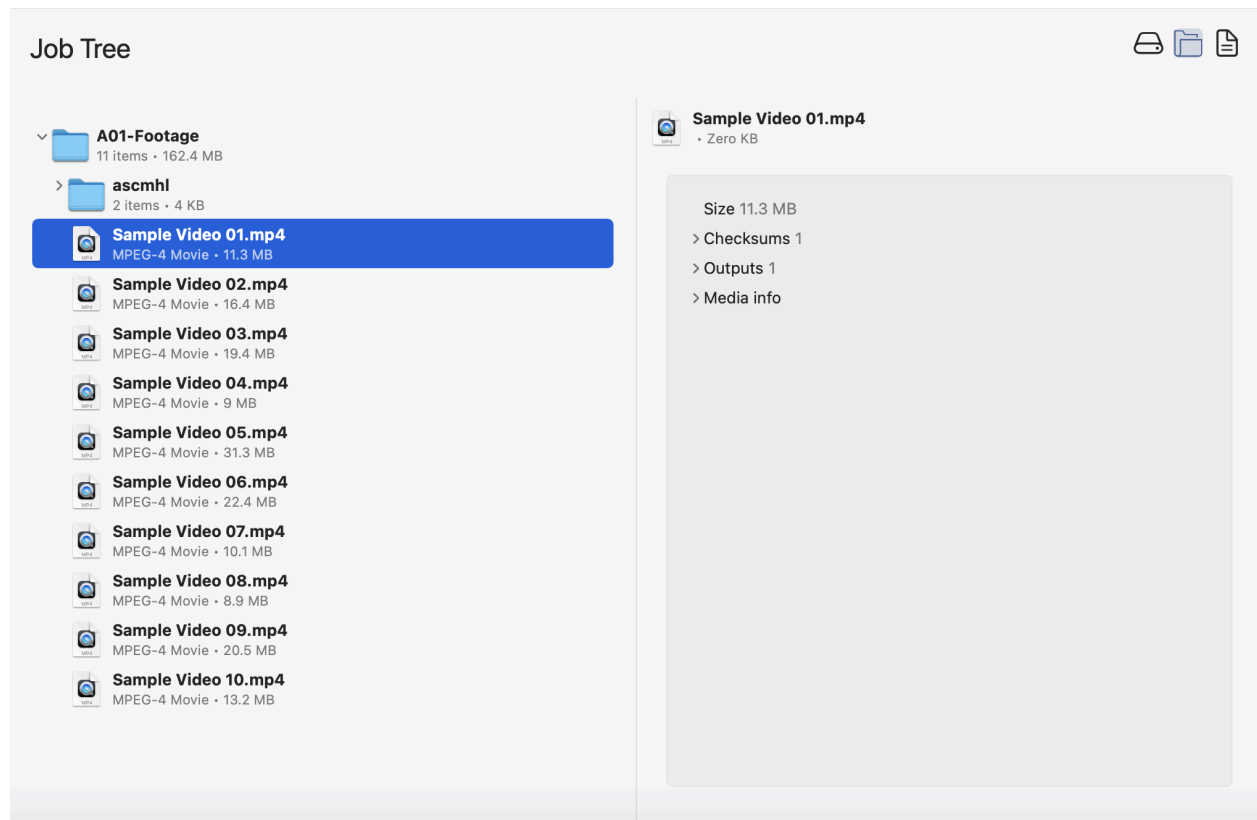 Job Tree
A01-Footage
11 items • 162.4 MB
ascmhl
2 items • 4 KB
Sample Video 01.mp4
MPEG-4 Movie • 11.3 MB
Sample Video 02.mp4
MPEG-4 Movie • 16.4 MB
Sample Video 03.mp4
MPEG-4 Movie • 19.4 MB
Sample Video 04.mp4
MPEG-4 Movie • 9 MB
Sample Video 05.mp4
MPEG-4 Movie • 31.3 MB
Sample Video 06.mp4
MPEG-4 Movie • 22.4 MB
Sample Video 07.mp4
MPEG-4 Movie • 10.1 MB
Sample Video 08.mp4
MPEG-4 Movie • 8.9 MB
Sample Video 09.mp4
MPEG-4 Movie • 20.5 MB
Sample Video 10.mp4
MPEG-4 Movie • 13.2 MB
Sample Video 01.mp4
• Zero KB
Size 11.3 MB
Checksums 1
Outputs 1
Media info